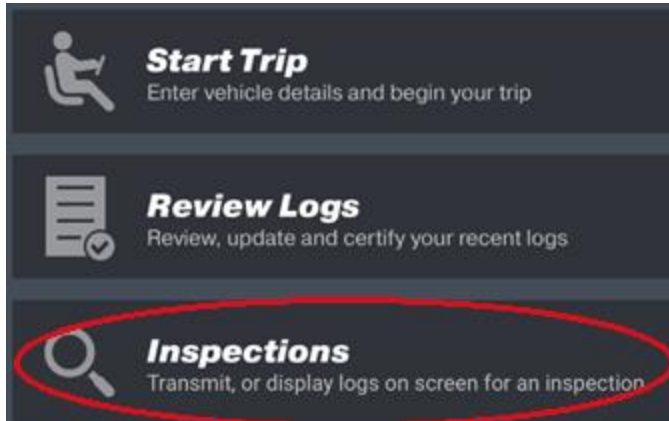 Start Trip
Enter vehicle details and begin your trip
Review Logs
Review, update and certify your recent logs
Inspections
Transmit, or display logs on screen for an inspection